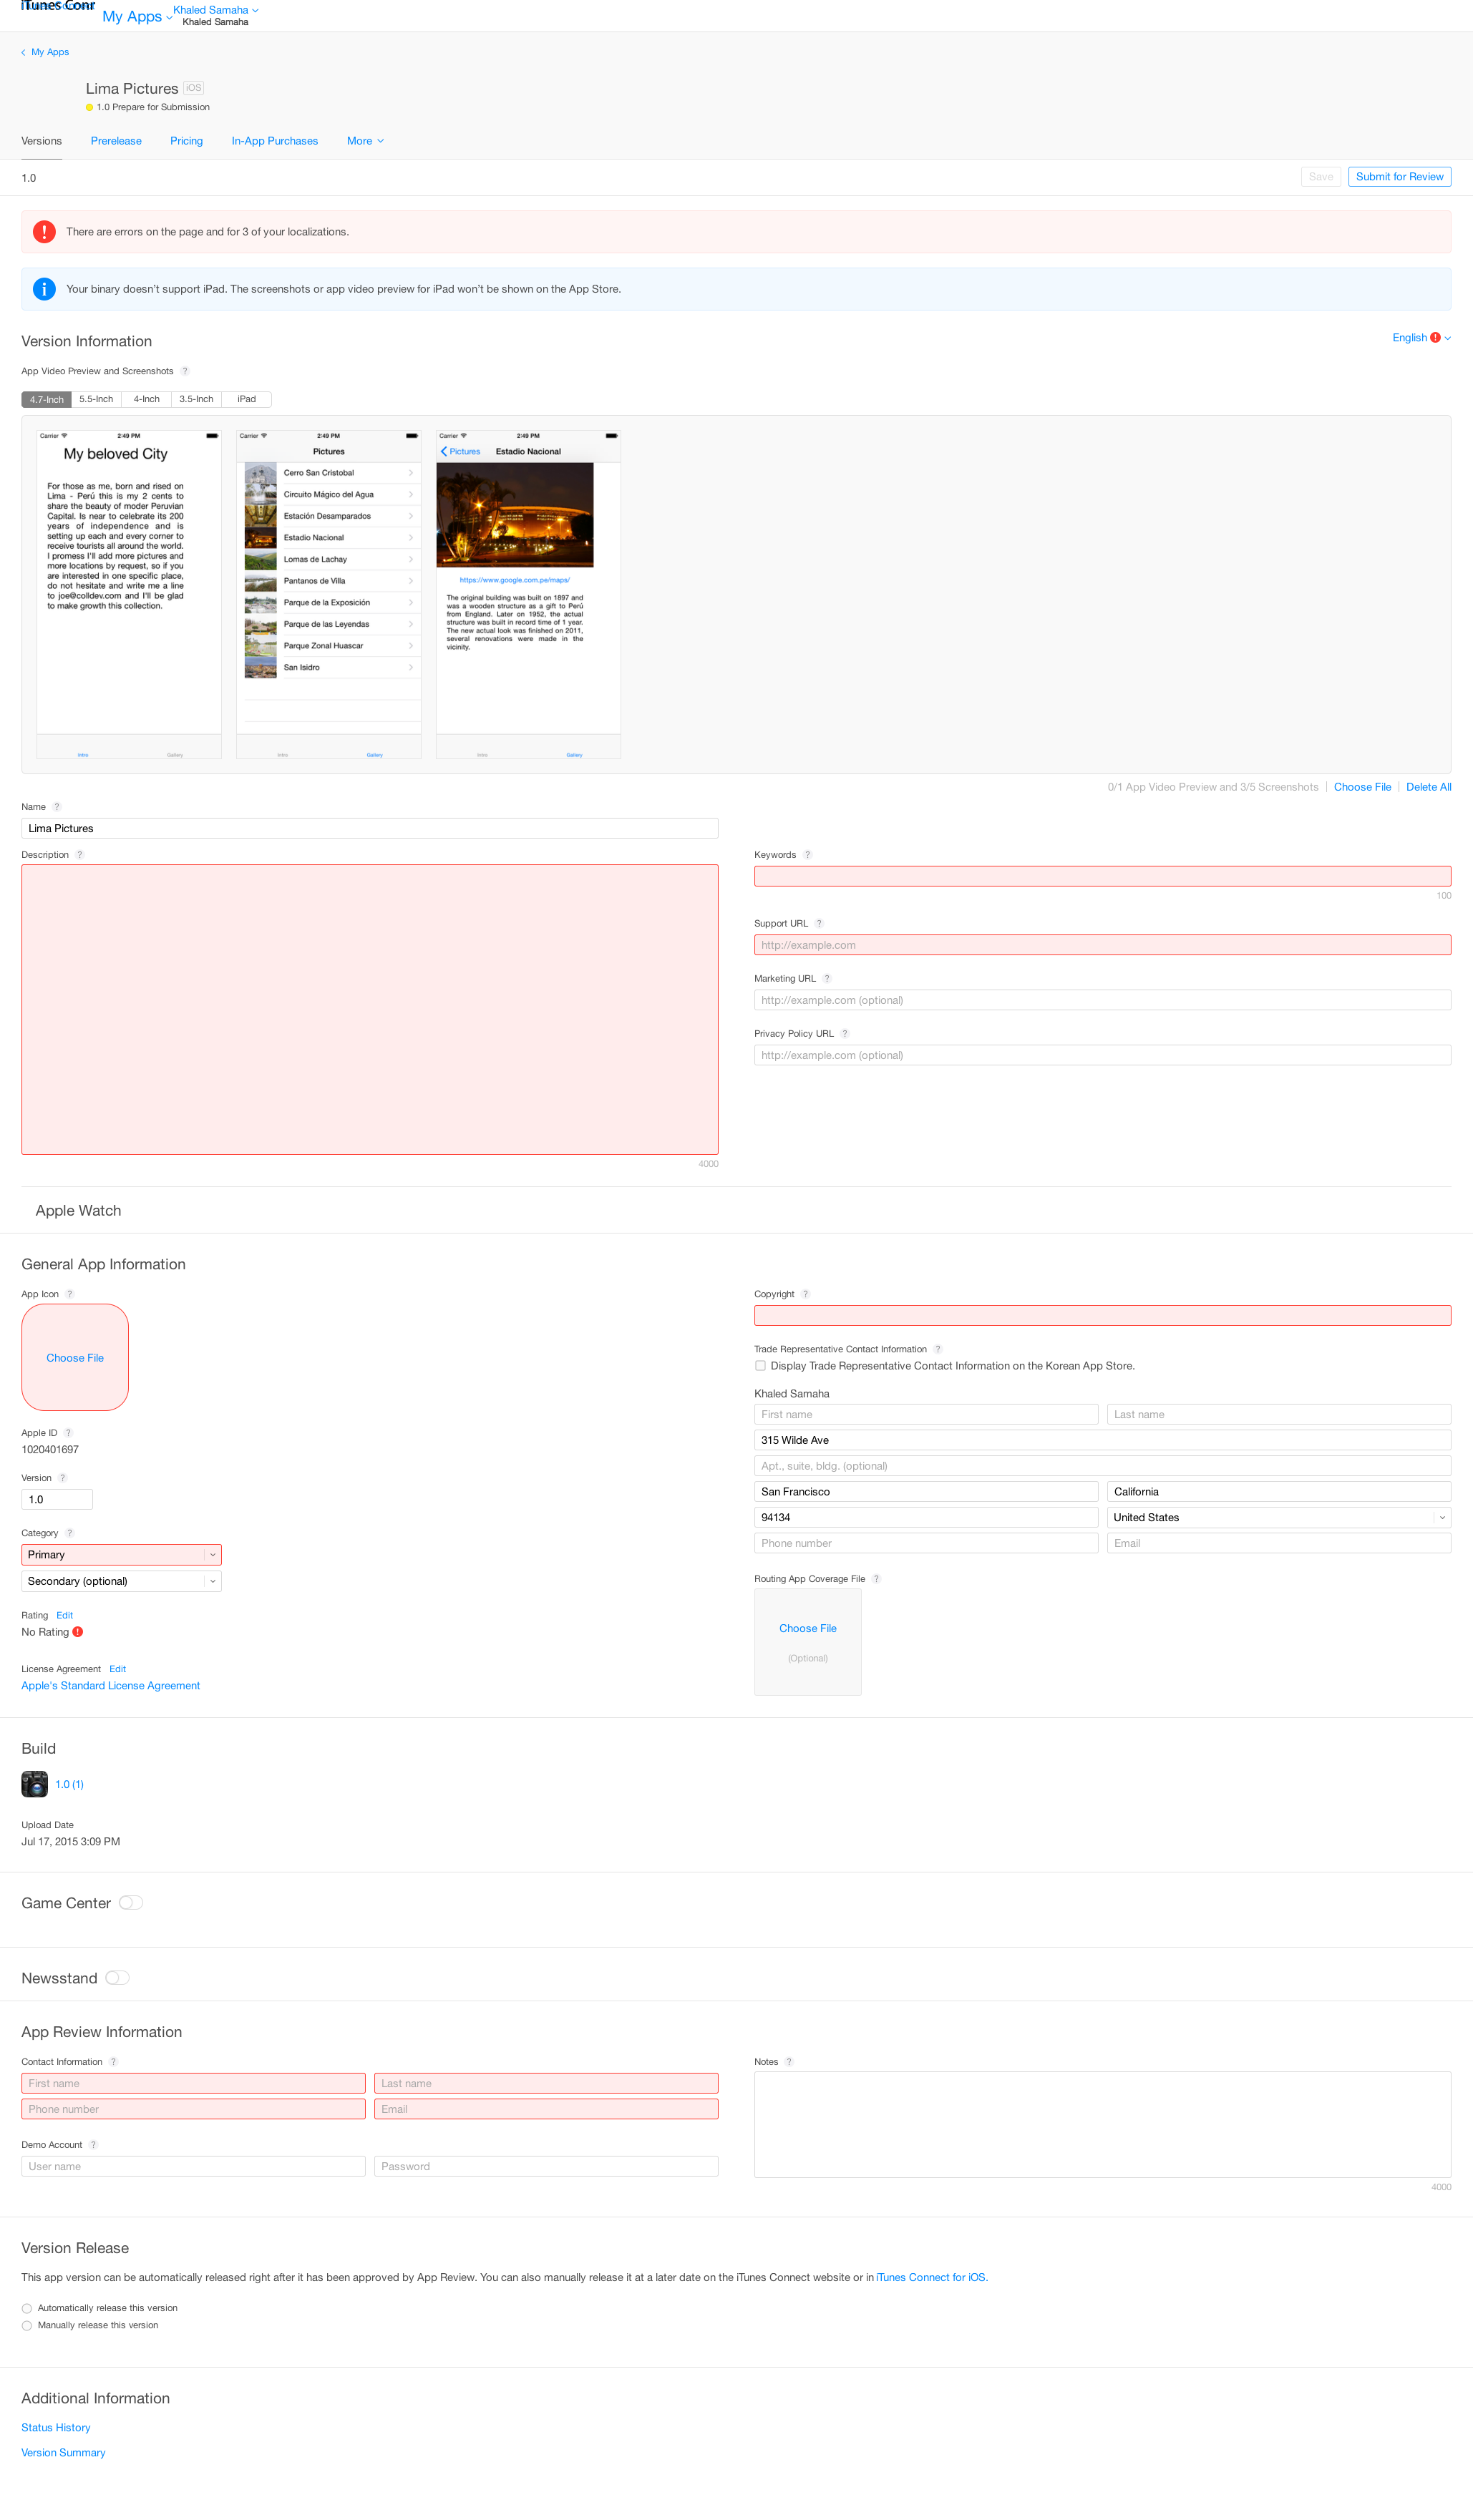 iTunes Conr
My Apps
Khaled Samaha
Khaled Samaha
My Apps
Lima Pictures iOS
1.0 Prepare for Submission
Versions Prerelease Pricing In-App Purchases More
1.0 Save Submit for Review
There are errors on the page and for 3 of your localizations.
Your binary doesn’t support iPad. The screenshots or app video preview for iPad won’t be shown on the App Store.
Version Information English
App Video Preview and Screenshots ?
4.7-Inch 5.5-Inch 4-Inch 3.5-Inch iPad
Carrier 2:49 PM
My beloved City
For those as me, born and rised on
Lima - Perú this is my 2 cents to
share the beauty of moder Peruvian
Capital. Is near to celebrate its 200
years of independence and is
setting up each and every corner to
receive tourists all around the world.
I promess I'll add more pictures and
more locations by request, so if you
are interested in one specific place,
do not hesitate and write me a line
to joe@colldev.com and I'll be glad
to make growth this collection.
Intro Gallery
Carrier 2:49 PM
Pictures
Cerro San Cristobal
Circuito Mágico del Agua
Estación Desamparados
Estadio Nacional
Lomas de Lachay
Pantanos de Villa
Parque de la Exposición
Parque de las Leyendas
Parque Zonal Huascar
San Isidro
Intro Gallery
Carrier 2:49 PM
Pictures Estadio Nacional
https://www.google.com.pe/maps/
The original building was built on 1897 and
was a wooden structure as a gift to Perú
from England. Later on 1952, the actual
structure was built in record time of 1 year.
The new actual look was finished on 2011,
several renovations were made in the
vicinity.
Intro Gallery
0/1 App Video Preview and 3/5 Screenshots Choose File Delete All
Name ?
Lima Pictures
Description ?
4000
Keywords ?
100
Support URL ?
http://example.com
Marketing URL ?
http://example.com (optional)
Privacy Policy URL ?
http://example.com (optional)
Apple Watch
General App Information
App Icon ?
Choose File
Apple ID ?
1020401697
Version ?
1.0
Category ?
Primary
Secondary (optional)
Rating Edit
No Rating
License Agreement Edit
Apple's Standard License Agreement
Copyright ?
Trade Representative Contact Information ?
Display Trade Representative Contact Information on the Korean App Store.
Khaled Samaha
First name Last name
315 Wilde Ave
Apt., suite, bldg. (optional)
San Francisco California
94134 United States
Phone number Email
Routing App Coverage File ?
Choose File
(Optional)
Build
1.0 (1)
Upload Date
Jul 17, 2015 3:09 PM
Game Center
Newsstand
App Review Information
Contact Information ?
First name Last name
Phone number Email
Demo Account ?
User name Password
Notes ?
4000
Version Release
This app version can be automatically released right after it has been approved by App Review. You can also manually release it at a later date on the iTunes Connect website or in iTunes Connect for iOS.
Automatically release this version
Manually release this version
Additional Information
Status History
Version Summary